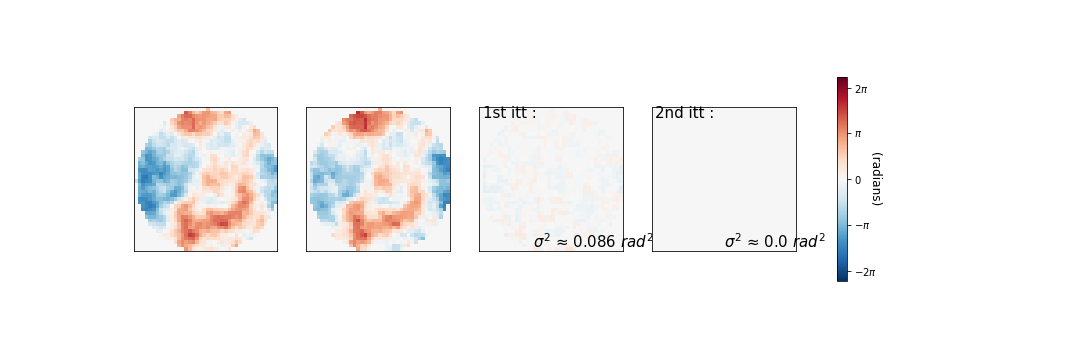 1st itt :
2nd itt :
σ² ≈ 0.086 rad²
σ² ≈ 0.0 rad²
2π
π
0
−π
−2π
(radians)